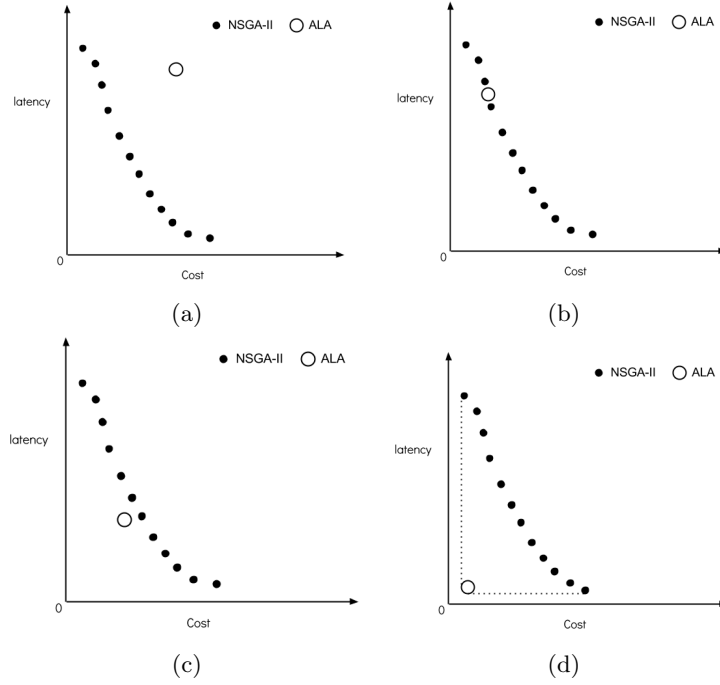 NSGA-II ALA
latency
0
Cost
(a)
NSGA-II ALA
latency
0
Cost
(b)
NSGA-II ALA
latency
0
Cost
(c)
NSGA-II ALA
latency
0
Cost
(d)